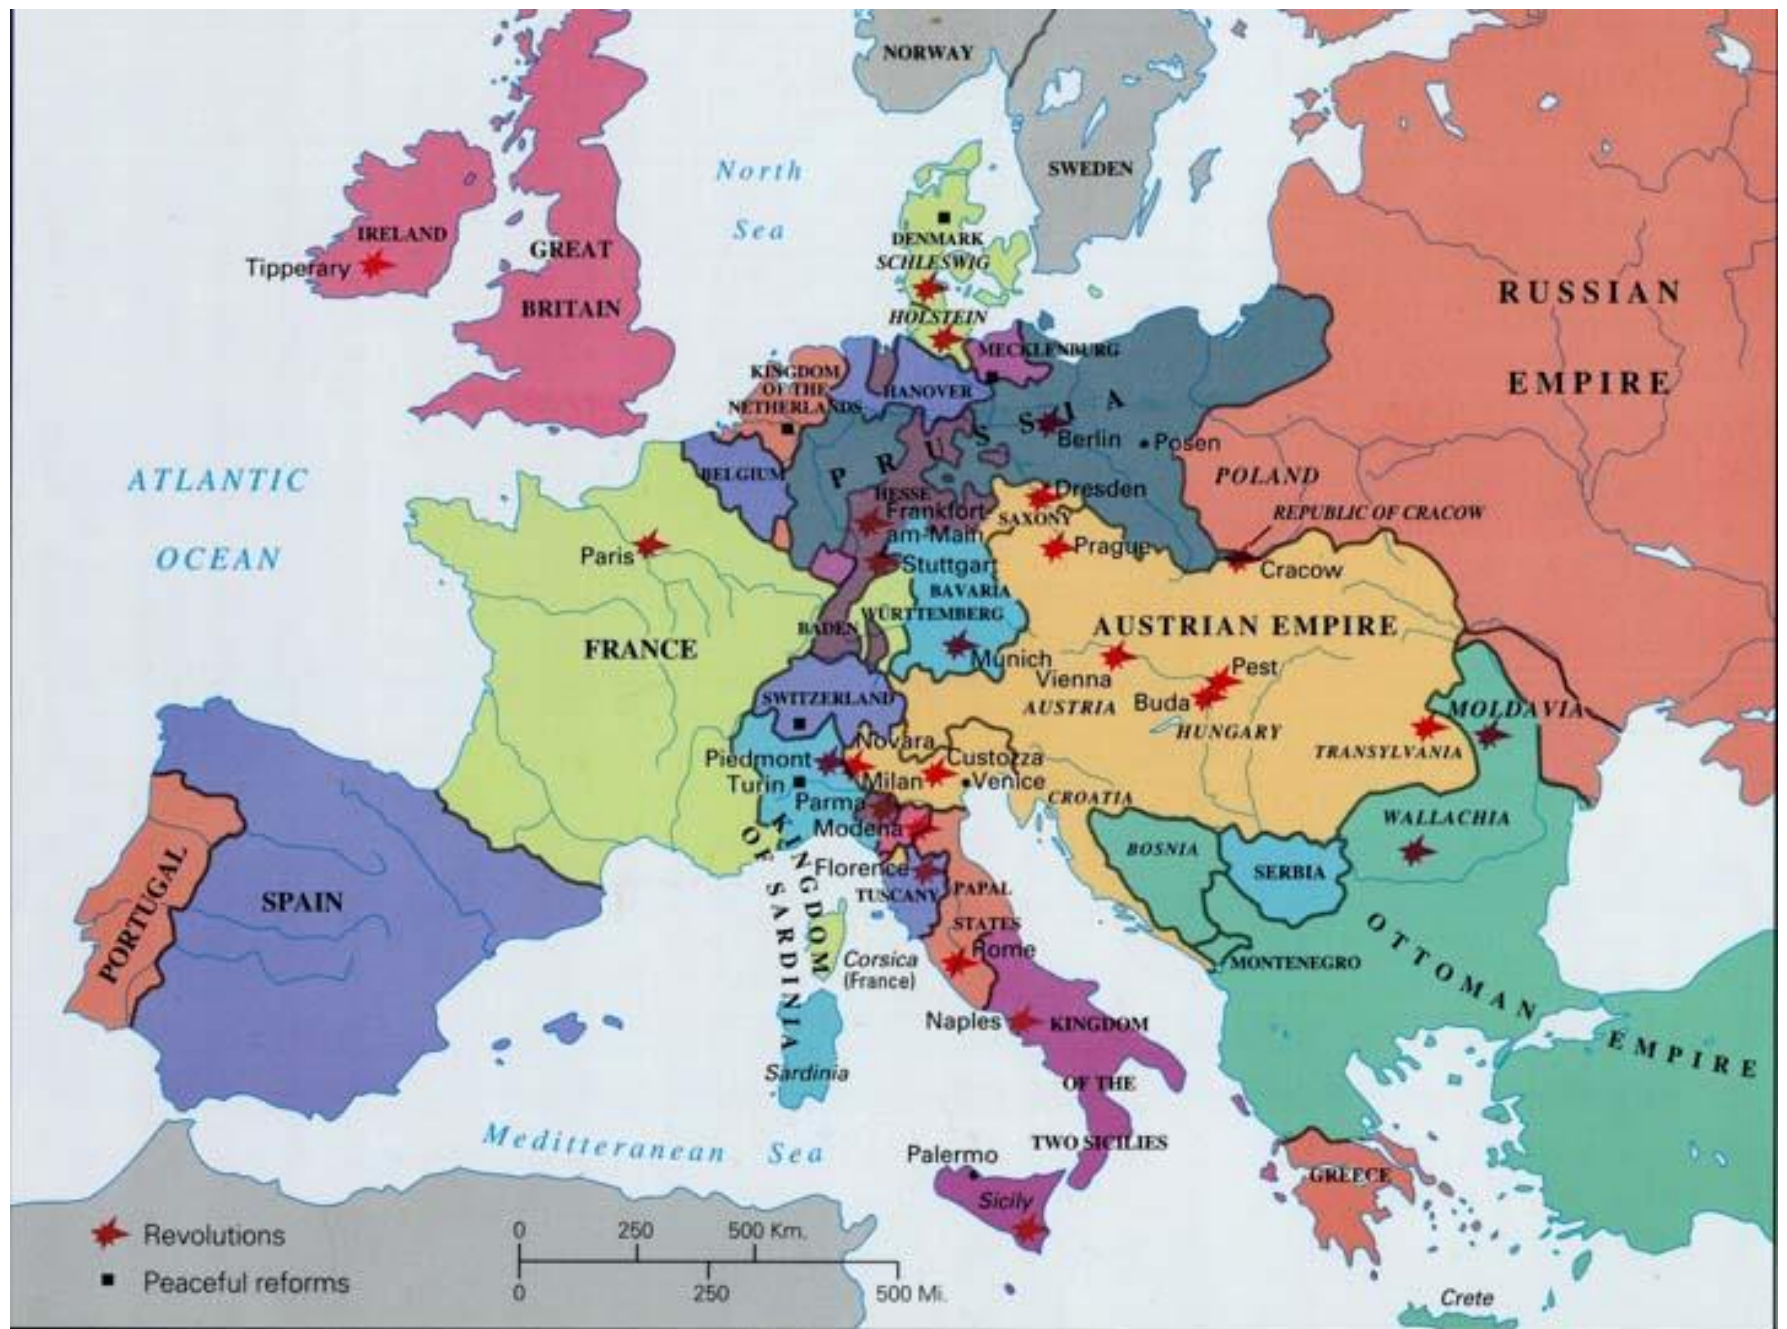 NORWAY
SWEDEN
North
Sea
IRELAND
Tipperary
GREAT
BRITAIN
DENMARK
SCHLESWIG
HOLSTEIN
MECKLENBURG
KINGDOM
OF THE
NETHERLANDS
HANOVER
RUSSIAN
EMPIRE
PRUSSIA
Berlin
Posen
ATLANTIC
OCEAN
BELGIUM
HESSE
Frankfort-
am-Main
Dresden
SAXONY
POLAND
REPUBLIC OF CRACOW
Paris
Prague
Cracow
Stuttgart
BAVARIA
WÜRTTEMBERG
BADEN
FRANCE
AUSTRIAN EMPIRE
Munich
Vienna
Pest
Buda
SWITZERLAND
AUSTRIA
HUNGARY
MOLDAVIA
TRANSYLVANIA
Novara
Piedmont
Custozza
Turin
Milan
Venice
Parma
CROATIA
Modena
WALLACHIA
BOSNIA
SERBIA
Florence
TUSCANY
PAPAL
STATES
Rome
KINGDOM
OF SARDINIA
PORTUGAL
SPAIN
Corsica
(France)
MONTENEGRO
OTTOMAN
EMPIRE
Naples
KINGDOM
OF THE
TWO SICILIES
Sardinia
Mediterranean Sea
Palermo
Sicily
GREECE
Crete
Revolutions
Peaceful reforms
0 250 500 Km.
0 250 500 Mi.